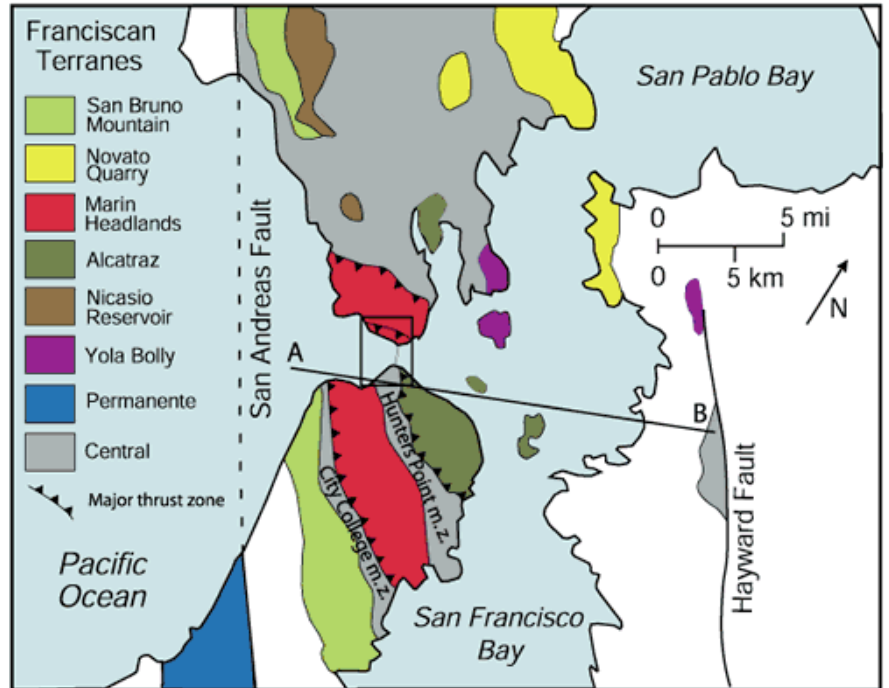 Franciscan
Terranes
San Bruno
Mountain
Novato
Quarry
Marin
Headlands
Alcatraz
Nicasio
Reservoir
Yola Bolly
Permanente
Central
Major thrust zone
San Andreas Fault
San Pablo Bay
0 5 mi
0 5 km
N
A
B
Hunters Point m.z.
City College m.z.
Hayward Fault
Pacific
Ocean
San Francisco
Bay